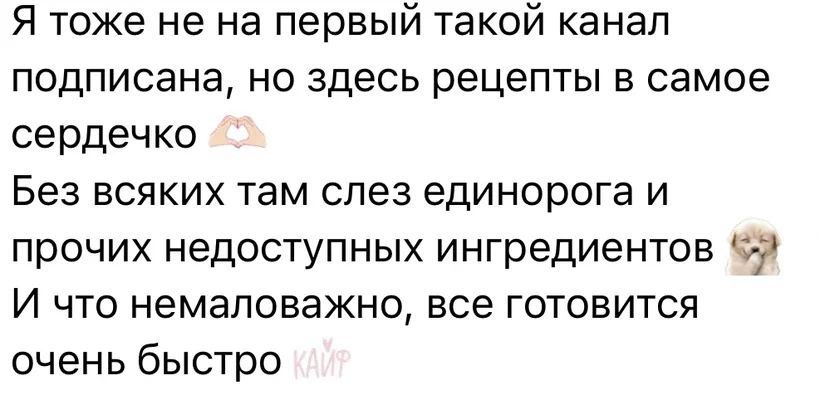 Я тоже не на первый такой канал
подписана, но здесь рецепты в самое
сердечко 🫶🏻
Без всяких там слез единорога и
прочих недоступных ингредиентов
И что немаловажно, все готовится
очень быстро КАЙФ